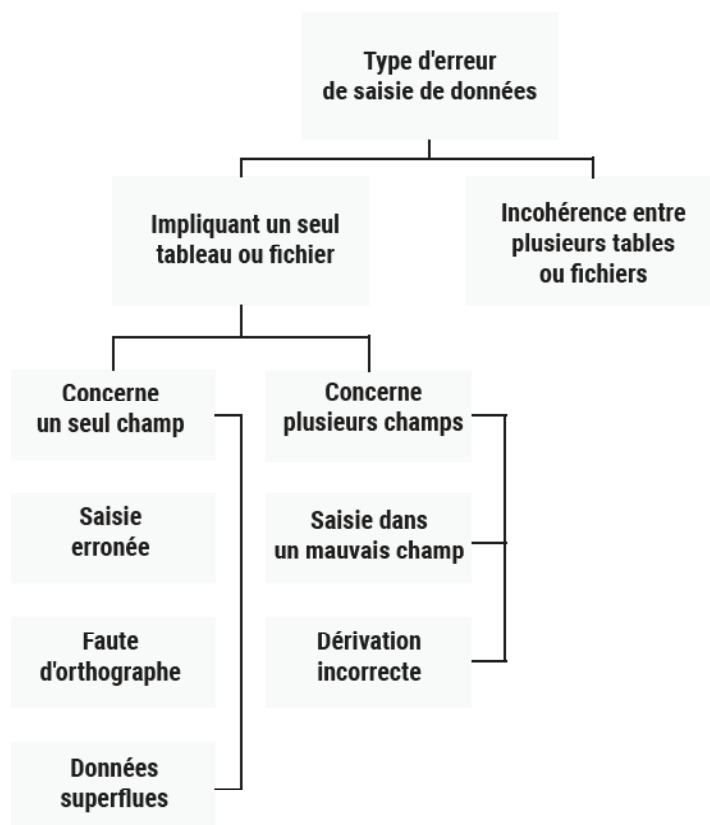 Type d'erreur
de saisie de données
Impliquant un seul
tableau ou fichier
Incohérence entre
plusieurs tables
ou fichiers
Concerne
un seul champ
Concerne
plusieurs champs
Saisie
erronée
Saisie dans
un mauvais champ
Faute
d'orthographe
Dérivation
incorrecte
Données
superflues